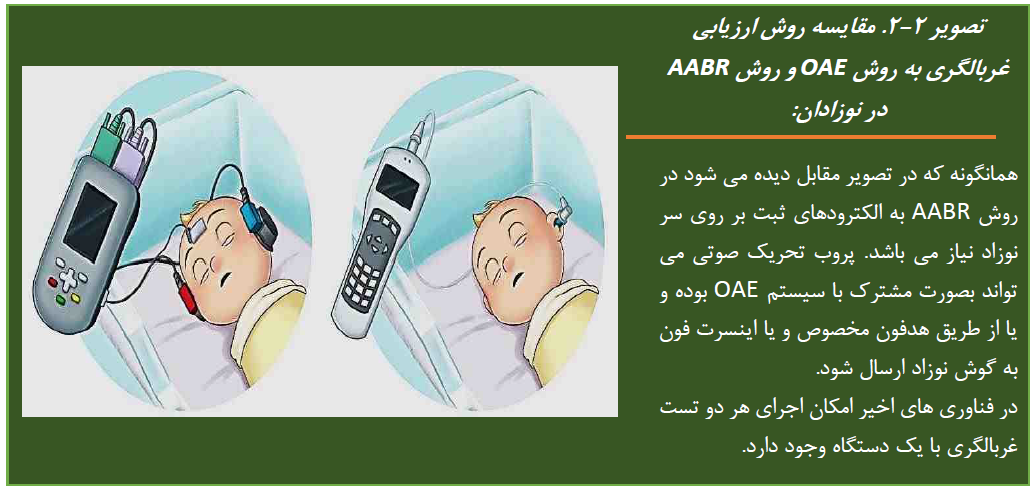 تصویر ۲-۲. مقایسه روش ارزیابی
غربالگری به روش OAE و روش AABR
در نوزادان:
همانگونه که در تصویر مقابل دیده می شود در
روش AABR به الکترودهای ثبت بر روی سر
نوزاد نیاز می باشد. پروب تحریک صوتی می
تواند بصورت مشترک با سیستم OAE بوده و
یا از طریق هدفون مخصوص و یا اینسرت فون
به گوش نوزاد ارسال شود.
در فناوری های اخیر امکان اجرای هر دو تست
غربالگری با یک دستگاه وجود دارد.